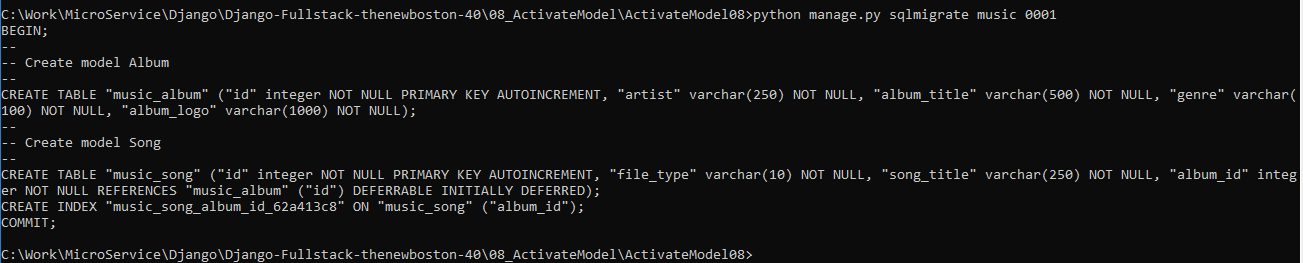 C:\Work\MicroService\Django\Django-Fullstack-thenewboston-40\08_ActivateModel\ActivateModel08>python manage.py sqlmigrate music 0001
BEGIN;
--
-- Create model Album
--
CREATE TABLE "music_album" ("id" integer NOT NULL PRIMARY KEY AUTOINCREMENT, "artist" varchar(250) NOT NULL, "album_title" varchar(500) NOT NULL, "genre" varchar(
100) NOT NULL, "album_logo" varchar(1000) NOT NULL);
--
-- Create model Song
--
CREATE TABLE "music_song" ("id" integer NOT NULL PRIMARY KEY AUTOINCREMENT, "file_type" varchar(10) NOT NULL, "song_title" varchar(250) NOT NULL, "album_id" integ
er NOT NULL REFERENCES "music_album" ("id") DEFERRABLE INITIALLY DEFERRED);
CREATE INDEX "music_song_album_id_62a413c8" ON "music_song" ("album_id");
COMMIT;
C:\Work\MicroService\Django\Django-Fullstack-thenewboston-40\08_ActivateModel\ActivateModel08>